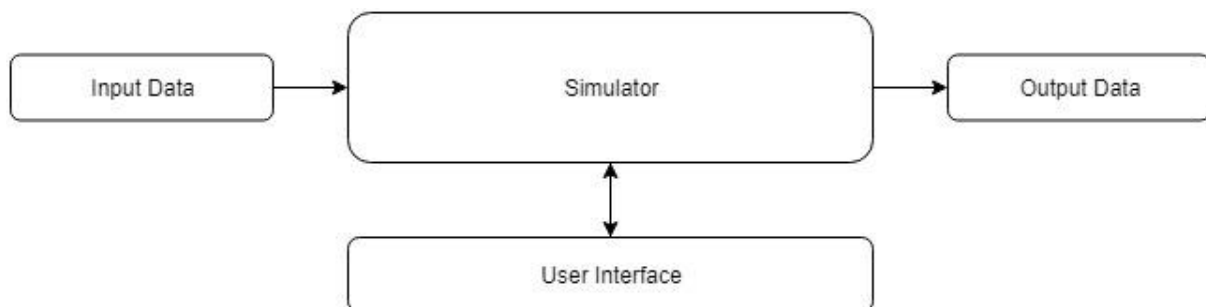 Input Data
Simulator
Output Data
User Interface